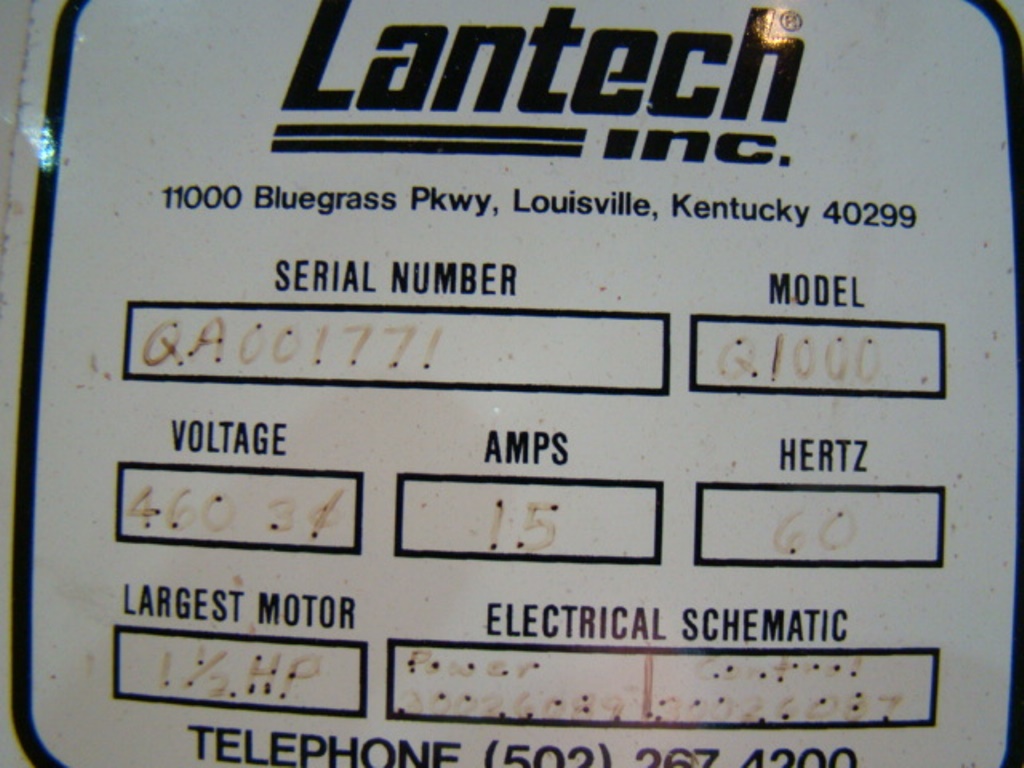 Lantech®
Inc.
11000 Bluegrass Pkwy, Louisville, Kentucky 40299
SERIAL NUMBER MODEL
QA001771 Q1000
VOLTAGE AMPS HERTZ
460 3¢ 15 60
LARGEST MOTOR ELECTRICAL SCHEMATIC
1½ HP Power Control
TELEPHONE (502) 267-4200